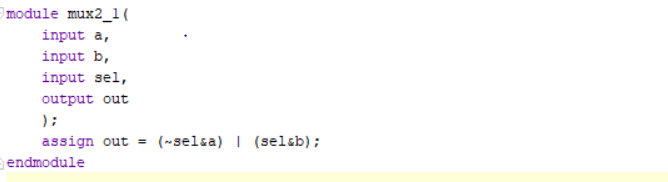 module mux2_1(
input a,
input b,
input sel,
output out
);
assign out = (~sel&a) | (sel&b);
endmodule